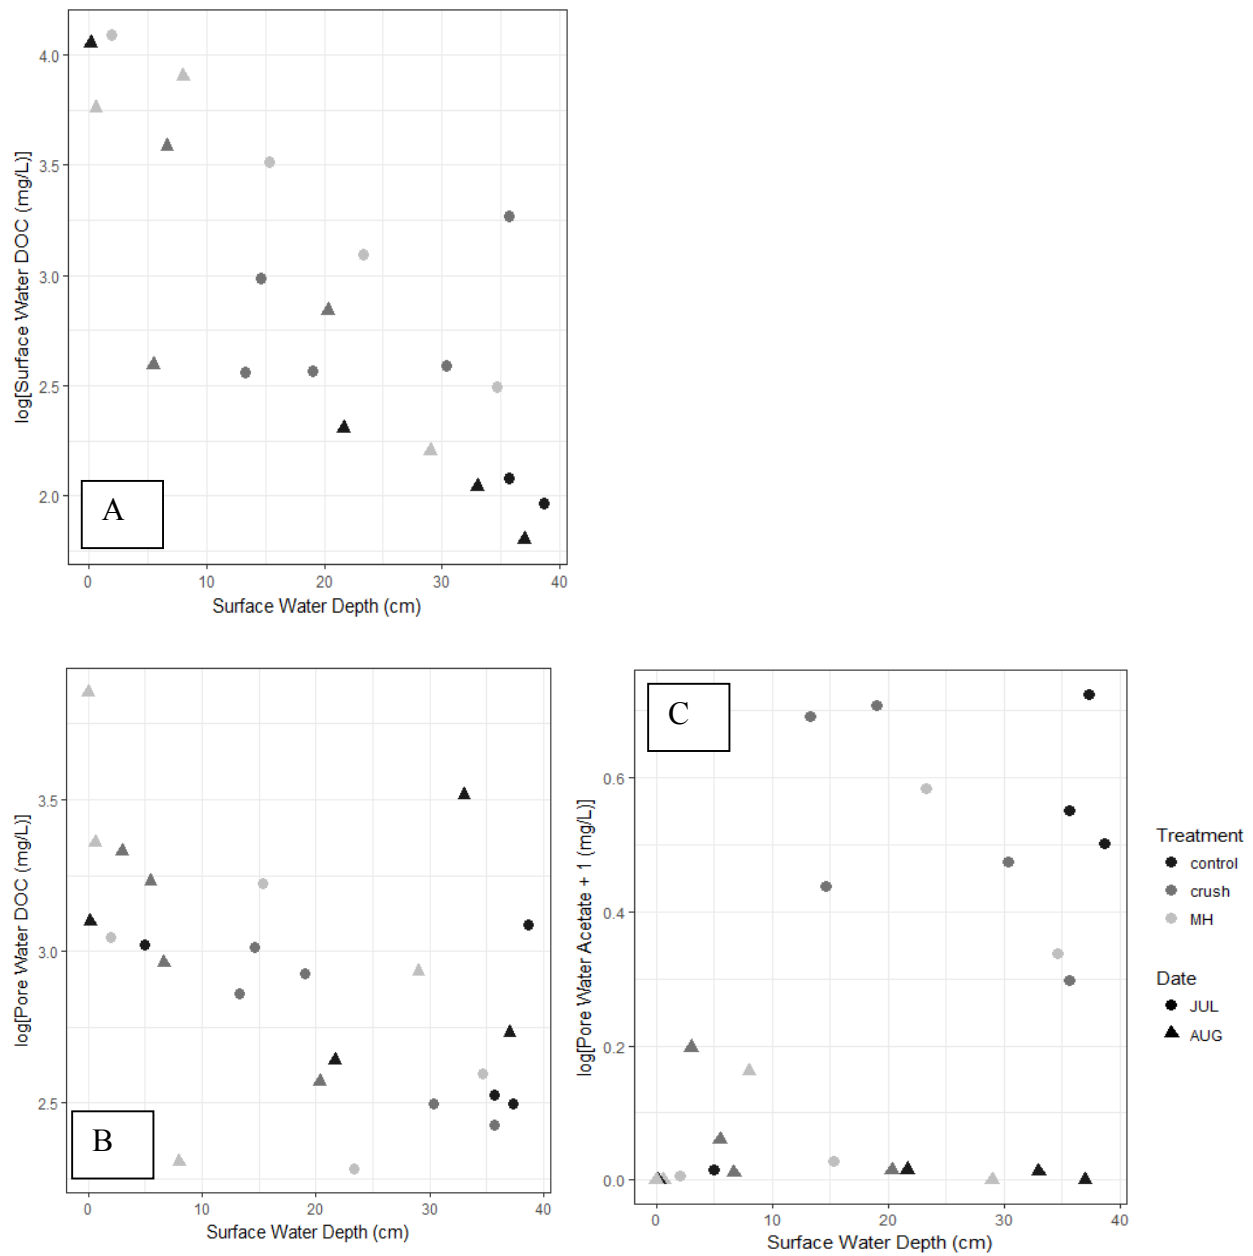 log[Surface Water DOC (mg/L)]
4.0
3.5
3.0
2.5
2.0
A
0 10 20 30 40
Surface Water Depth (cm)
log[Pore Water DOC (mg/L)]
3.5
3.0
2.5
B
0 10 20 30 40
Surface Water Depth (cm)
log[Pore Water Acetate + 1 (mg/L)]
C
0.6
0.4
0.2
0.0
0 10 20 30 40
Surface Water Depth (cm)
Treatment
control
crush
MH
Date
JUL
AUG